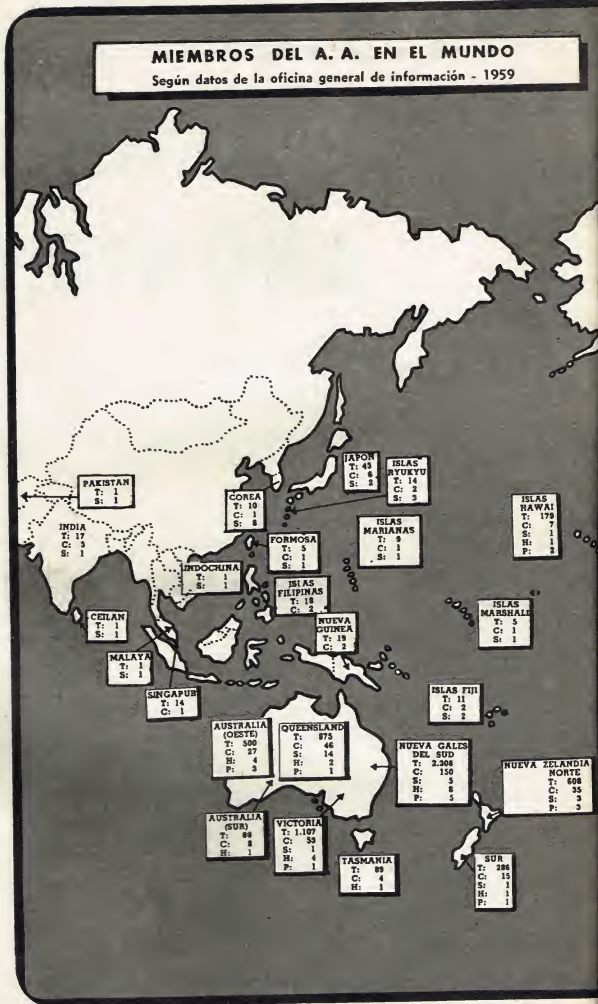 MIEMBROS DEL A. A. EN EL MUNDO
Según datos de la oficina general de información - 1959
JAPON
T: 43
C: 6
S: 2
ISLAS
RYUKYU
T: 14
C: 2
S: 3
PAKISTAN
T: 1
S: 1
COREA
T: 10
C: 1
S: 8
ISLAS
HAWAI
T: 179
C: 7
S: 1
H: 1
P: 2
INDIA
T: 17
C: 3
S: 1
FORMOSA
T: 5
C: 1
S: 1
ISLAS
MARIANAS
T: 9
C: 1
S: 1
INDOCHINA
T: 1
S: 1
ISLAS
FILIPINAS
T: 18
C: 2
CEILAN
T: 1
S: 1
NUEVA
GUINEA
T: 19
C: 2
ISLAS
MARSHALL
T: 5
C: 1
S: 1
MALAYA
T: 1
S: 1
SINGAPUR
T: 14
C: 1
ISLAS FIJI
T: 11
C: 2
S: 2
AUSTRALIA
(OESTE)
T: 500
C: 27
H: 4
P: 3
QUEENSLAND
T: 875
C: 46
S: 14
H: 2
P: 1
NUEVA GALES
DEL SUD
T: 2.308
C: 150
S: 5
H: 8
P: 5
NUEVA ZELANDIA
NORTE
T: 608
C: 35
S: 3
P: 3
AUSTRALIA
(SUR)
T: 88
C: 8
H: 1
VICTORIA
T: 1.107
C: 53
S: 1
H: 4
P: 1
TASMANIA
T: 89
C: 4
H: 1
SUR
T: 286
C: 15
S: 1
H: 1
P: 1